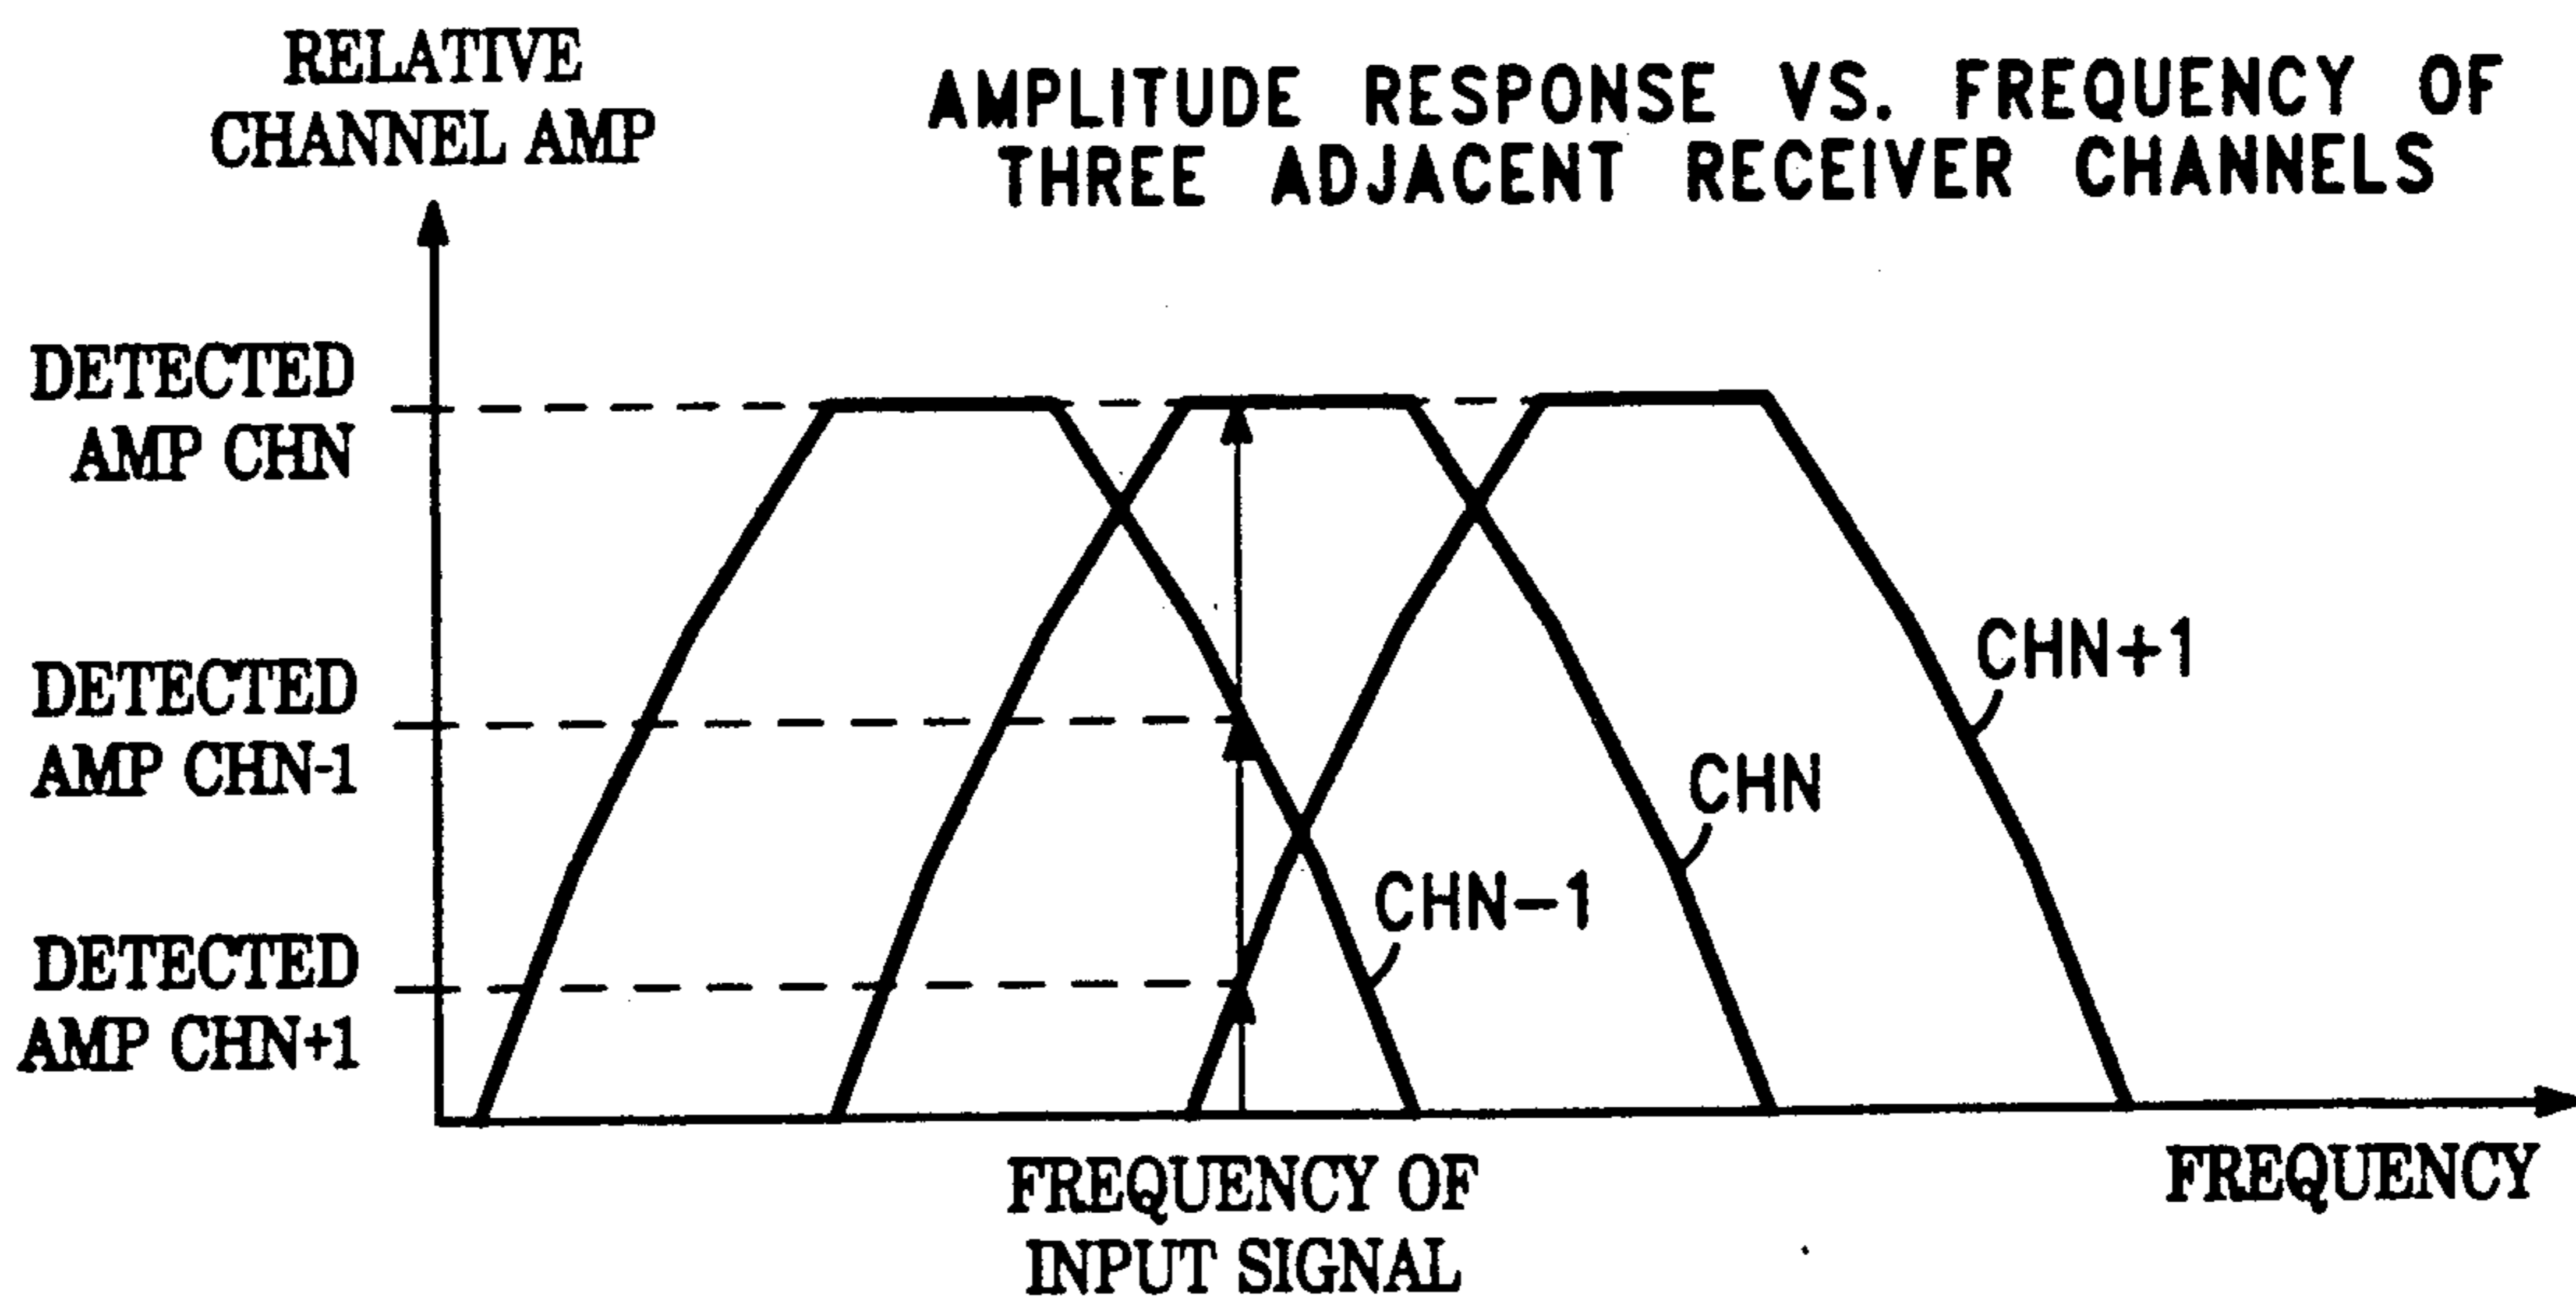 RELATIVE
CHANNEL AMP
AMPLITUDE RESPONSE VS. FREQUENCY OF
THREE ADJACENT RECEIVER CHANNELS
DETECTED
AMP CHN
DETECTED
AMP CHN-1
DETECTED
AMP CHN+1
CHN+1
CHN
CHN-1
FREQUENCY OF
INPUT SIGNAL
FREQUENCY